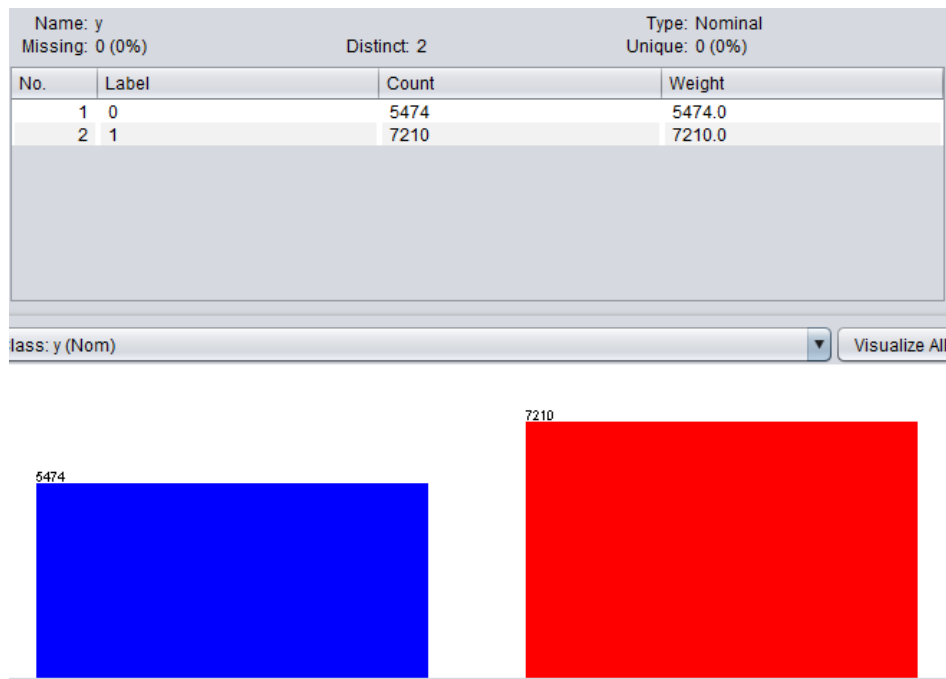 Name: y Type: Nominal
Missing: 0 (0%) Distinct: 2 Unique: 0 (0%)
No. Label Count Weight
1 0 5474 5474.0
2 1 7210 7210.0
lass: y (Nom) Visualize All
7210
5474